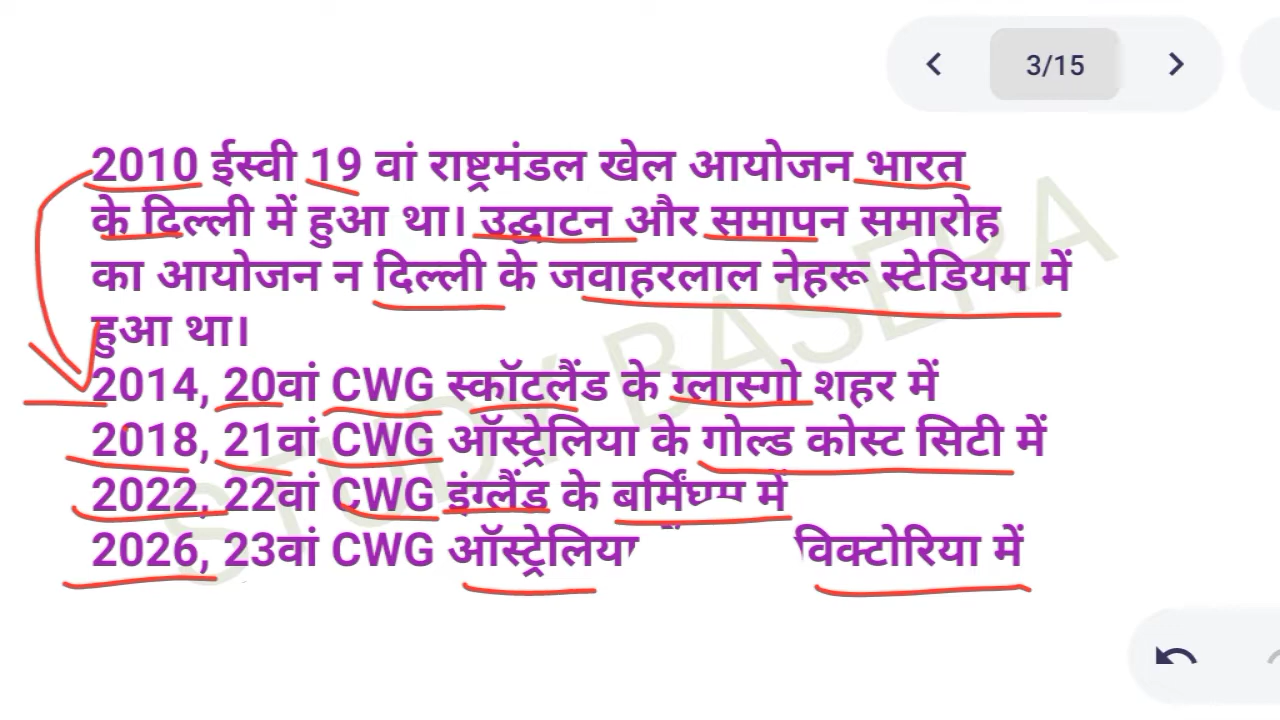 3/15
2010 ईस्वी 19 वां राष्ट्रमंडल खेल आयोजन भारत
के दिल्ली में हुआ था। उद्घाटन और समापन समारोह
का आयोजन न दिल्ली के जवाहरलाल नेहरू स्टेडियम में
हुआ था।
2014, 20वां CWG स्कॉटलैंड के ग्लास्गो शहर में
2018, 21वां CWG ऑस्ट्रेलिया के गोल्ड कोस्ट सिटी में
2022, 22वां CWG इंग्लैंड के बर्मिंघम में
2026, 23वां CWG ऑस्ट्रेलिया विक्टोरिया में
STUDY BASERA